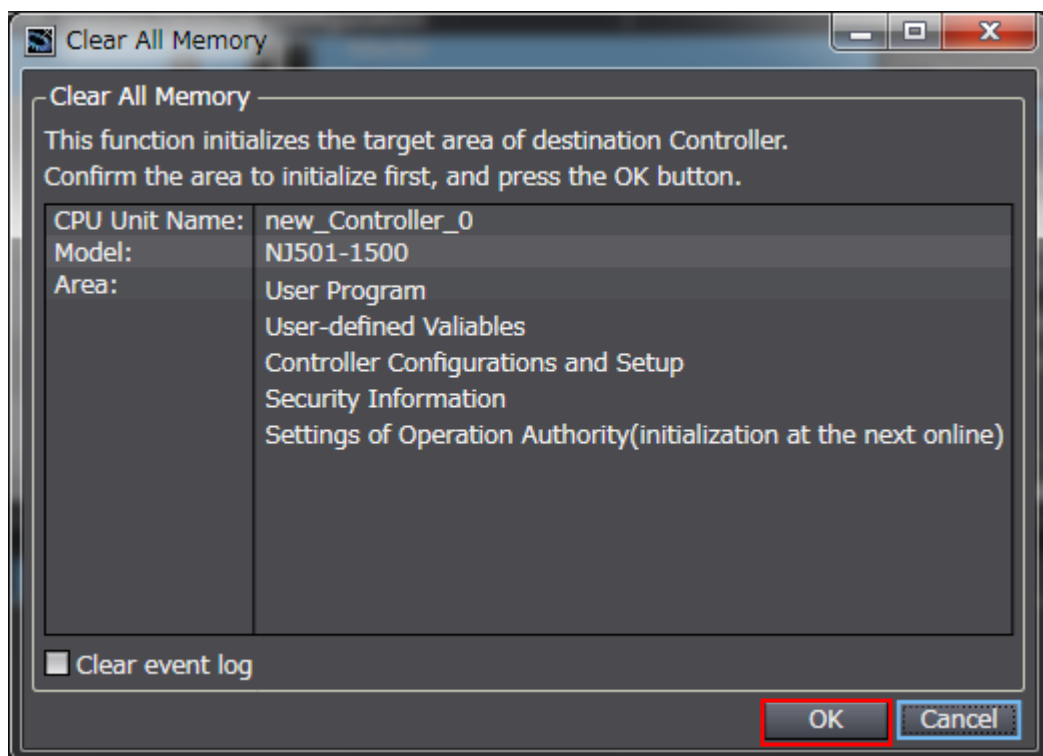 Clear All Memory
Clear All Memory
This function initializes the target area of destination Controller.
Confirm the area to initialize first, and press the OK button.
CPU Unit Name: new_Controller_0
Model: NJ501-1500
Area: User Program
User-defined Valiables
Controller Configurations and Setup
Security Information
Settings of Operation Authority(initialization at the next online)
Clear event log
OK Cancel